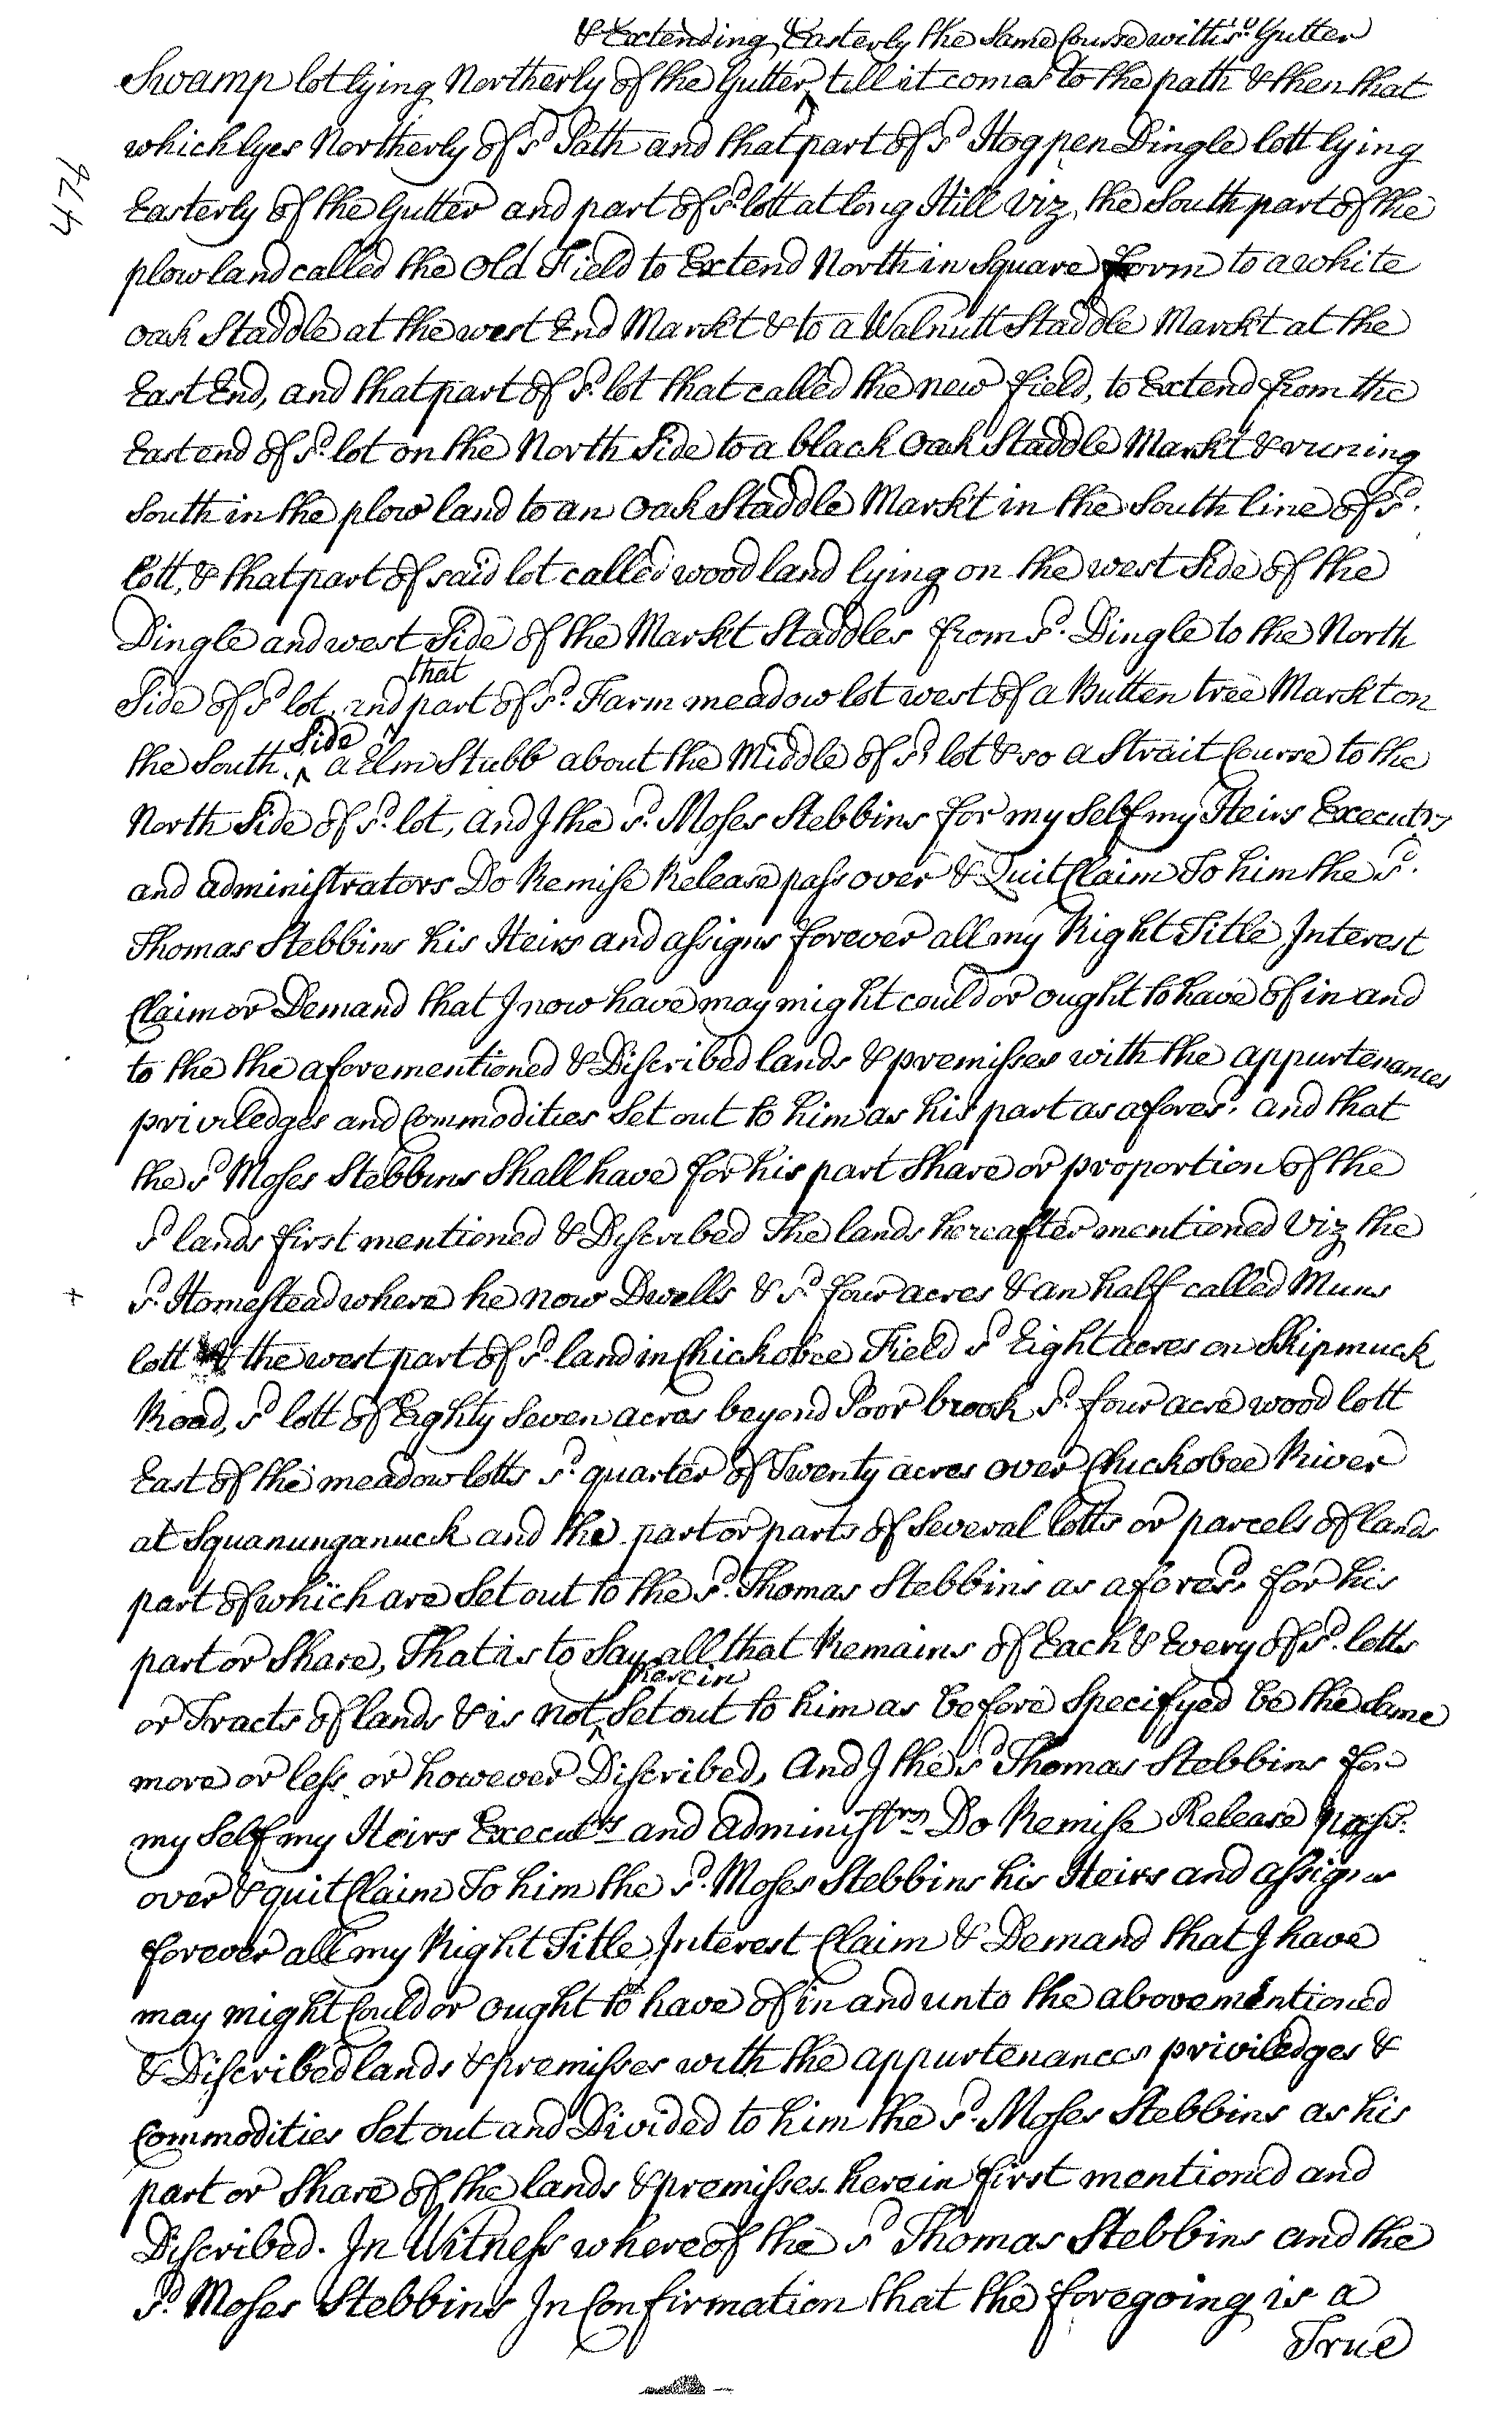 & Extending Easterly the Same Course with sd. Gutter
Swamp lot lying Northerly of the Gutter ^ till it comes to the path & then that
which lyes Northerly of sd Path and that part of sd Hogpen Dingle lott lying
476
Easterly of the Gutter and part of sd. lott at long Hill Viz, the South part of the
plow land called the Old Field to Extend North in Square form to a white
oak Staddle at the west End Markt & to a Walnutt Staddle Markt at the
East End, and that part of sd. lot that called the new field, to Extend from the
East end of sd. lot on the North Side to a black Oak Staddle Markt & runing
South in the plow land to an Oak Staddle Markt in the South line of sd.
lott, & that part of said lot called wood land lying on the west Side of the
Dingle and west Side of the Markt Staddles from sd. Dingle to the North
that
Side of sd lot, and ^ part of sd. Farm meadow lot west of a Butten tree Markt on
Side
the South ^ a Elm Stubb about the Middle of sd. lot & so a Strait Course to the
North Side of sd. lot, and I the sd. Moses Stebbins for my Self my Heirs Executrs
and administrators Do Remise Release pass over & Quit Claim To him the sd.
Thomas Stebbins his Heirs and assigns forever all my Right Title Interest
Claim or Demand that I now have may might could or ought to have of in and
to the the aforementioned & Discribed lands & premisses with the appurtenances
priviledges and Commodities Set out to him as his part as aforesd. and that
the sd Moses Stebbins Shall have for his part Share or proportion of the
sd lands first mentioned & Discribed The lands hereafter mentioned Viz the
+ sd. Homestead where he now Dwells & sd. four acres & an half called Muns
lott & the west part of sd. land in Chickobee Field sd Eight acres on Skipmuck
Road, sd lott of Eighty Seven acres beyond Poor brook sd. four acre wood lott
East of the meadow lotts sd. quarter of Twenty acres over Chickobee River
at Squanunganuck and the part or parts of Several lotts or parcels of lands
part of which are Set out to the sd. Thomas Stebbins as aforesd. for his
part or Share, That is to Say all that Remains of Each & Every of sd. lotts
herein
or Tracts of lands & is not ^ Set out to him as before Specifyed be the Same
more or less or however Discribed, And I the sd Thomas Stebbins for
my Self my Heirs Executrs and Administrs Do Remise Release pass
over & quit Claim To him the sd. Moses Stebbins his Heirs and assigns
forever all my Right Title Interest Claim & Demand that I have
may might Could or ought to have of in and unto the abovementioned
& Discribed lands & premisses with the appurtenances priviledges &
Commodities Set out and Divided to him the sd. Moses Stebbins as his
part or Share of the lands & premisses herein first mentioned and
Discribed. In Witness whereof the sd Thomas Stebbins and the
sd. Moses Stebbins In Confirmation that the foregoing is a
True